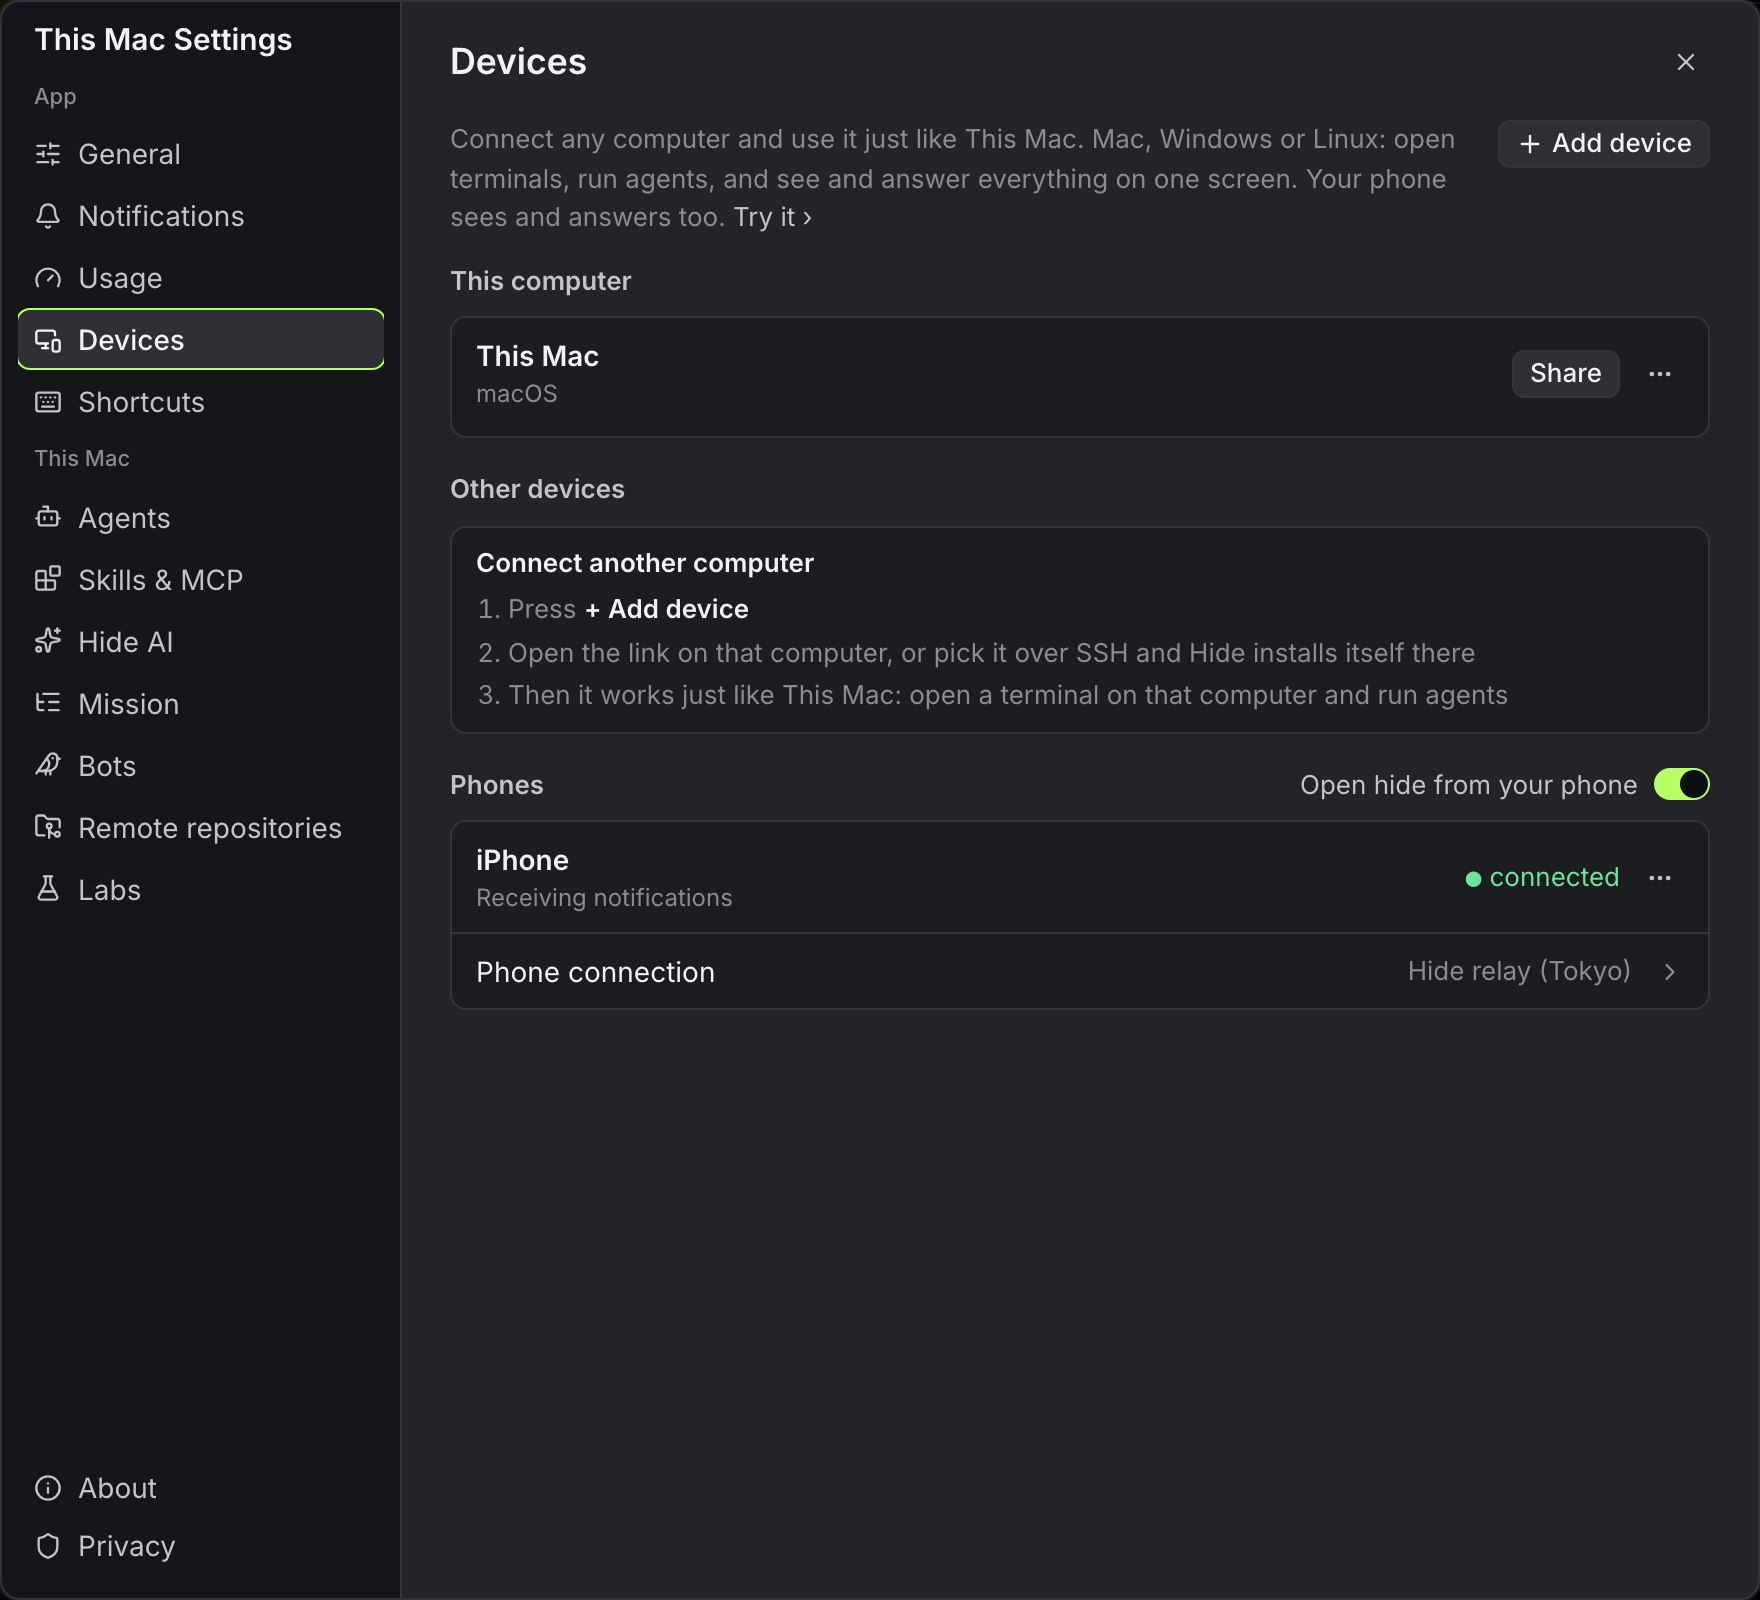 This Mac Settings
App
General
Notifications
Usage
Devices
Shortcuts
This Mac
Agents
Skills & MCP
Hide AI
Mission
Bots
Remote repositories
Labs
About
Privacy
Devices
Connect any computer and use it just like This Mac. Mac, Windows or Linux: open
terminals, run agents, and see and answer everything on one screen. Your phone
sees and answers too. Try it ›
+ Add device
This computer
This Mac
macOS
Share
Other devices
Connect another computer
1. Press + Add device
2. Open the link on that computer, or pick it over SSH and Hide installs itself there
3. Then it works just like This Mac: open a terminal on that computer and run agents
Phones
Open hide from your phone
iPhone
Receiving notifications
connected
Phone connection
Hide relay (Tokyo)